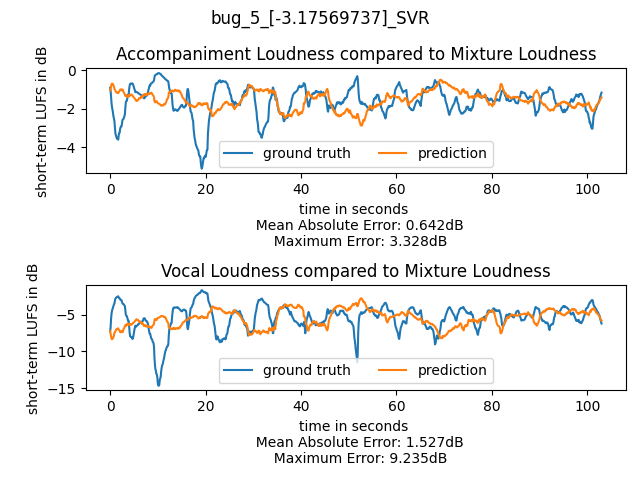 bug_5_[-3.17569737]_SVR
Accompaniment Loudness compared to Mixture Loudness
short-term LUFS in dB
0
−2
−4
0 20 40 60 80 100
ground truth prediction
time in seconds
Mean Absolute Error: 0.642dB
Maximum Error: 3.328dB
Vocal Loudness compared to Mixture Loudness
short-term LUFS in dB
−5
−10
−15
0 20 40 60 80 100
ground truth prediction
time in seconds
Mean Absolute Error: 1.527dB
Maximum Error: 9.235dB